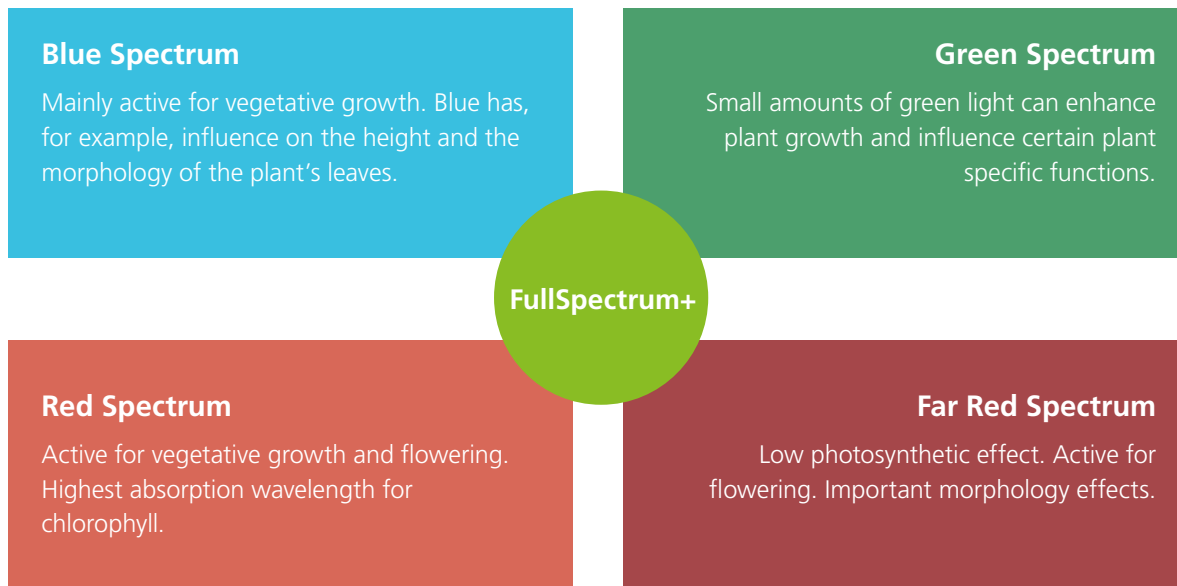 Blue Spectrum
Mainly active for vegetative growth. Blue has,
for example, influence on the height and the
morphology of the plant’s leaves.
Green Spectrum
Small amounts of green light can enhance
plant growth and influence certain plant
specific functions.
FullSpectrum+
Red Spectrum
Active for vegetative growth and flowering.
Highest absorption wavelength for
chlorophyll.
Far Red Spectrum
Low photosynthetic effect. Active for
flowering. Important morphology effects.